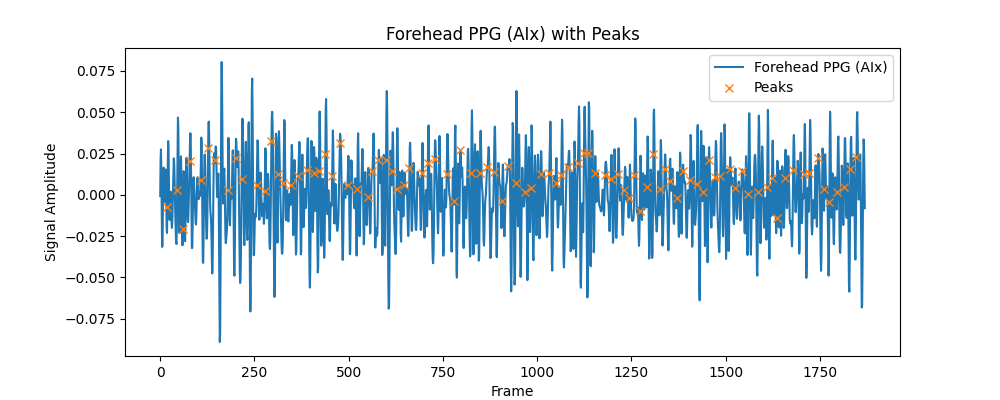 Forehead PPG (AIx) with Peaks
Forehead PPG (AIx)
Peaks
Signal Amplitude
0.075
0.050
0.025
0.000
−0.025
−0.050
−0.075
0 250 500 750 1000 1250 1500 1750
Frame